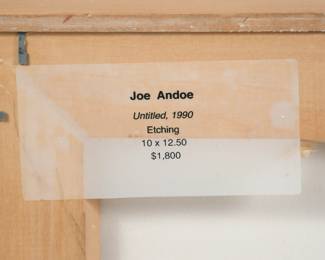 Joe Andoe
Untitled, 1990
Etching
10 x 12.50
$1,800